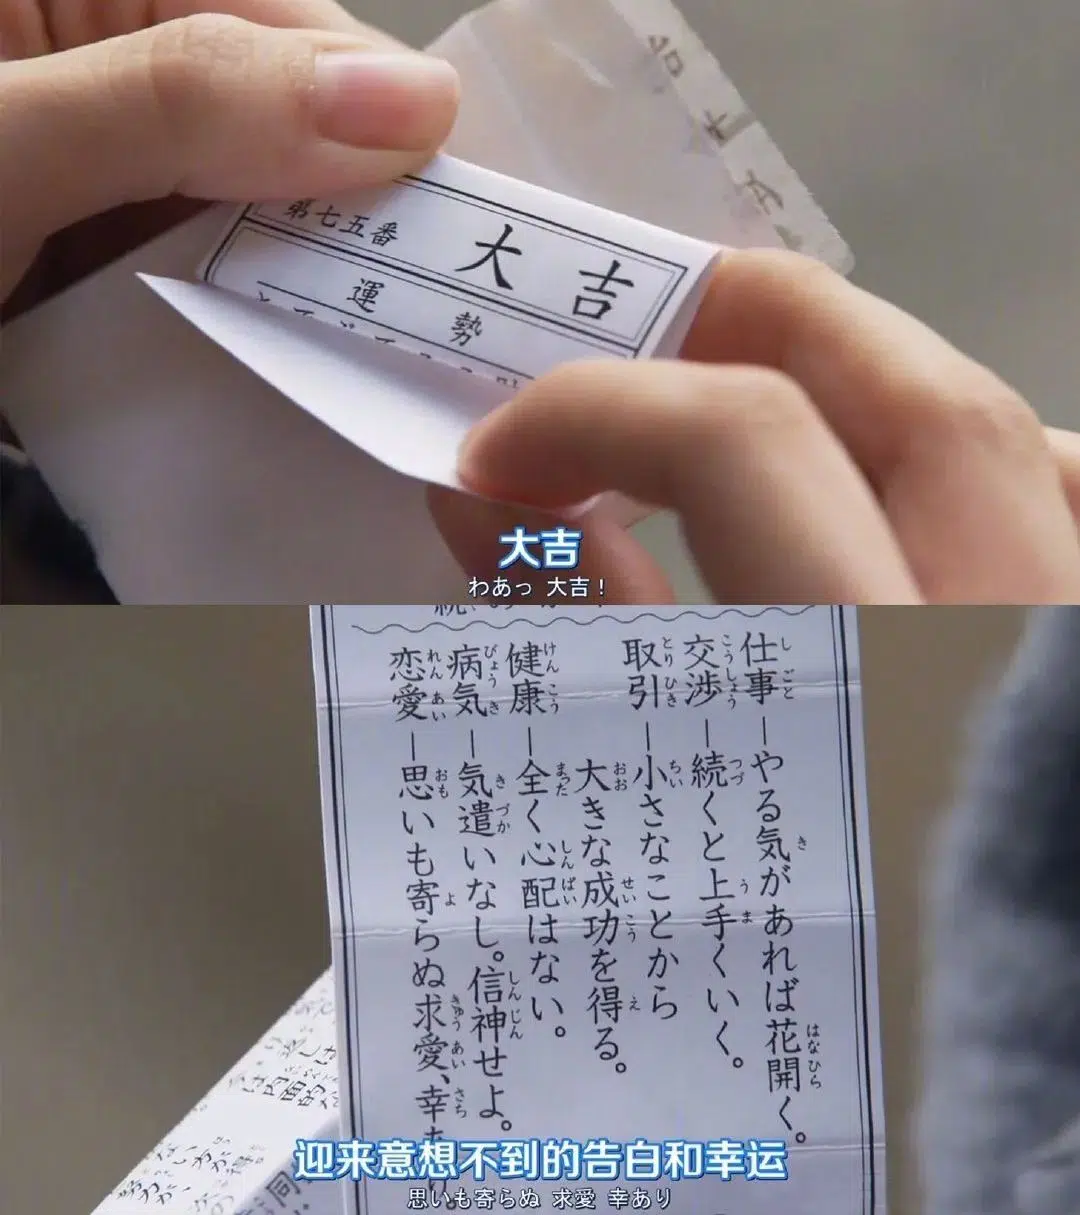 第七五番
大吉
運勢
大吉
わあっ 大吉！
仕事－やる気があれば花開く。
交渉－続くと上手くいく。
取引－小さなことから
大きな成功を得る。
健康－全く心配はない。
病気－気遣いなし。信神せよ。
恋愛－思いも寄らぬ求愛、幸あり。
迎来意想不到的告白和幸运
思いも寄らぬ 求愛 幸あり